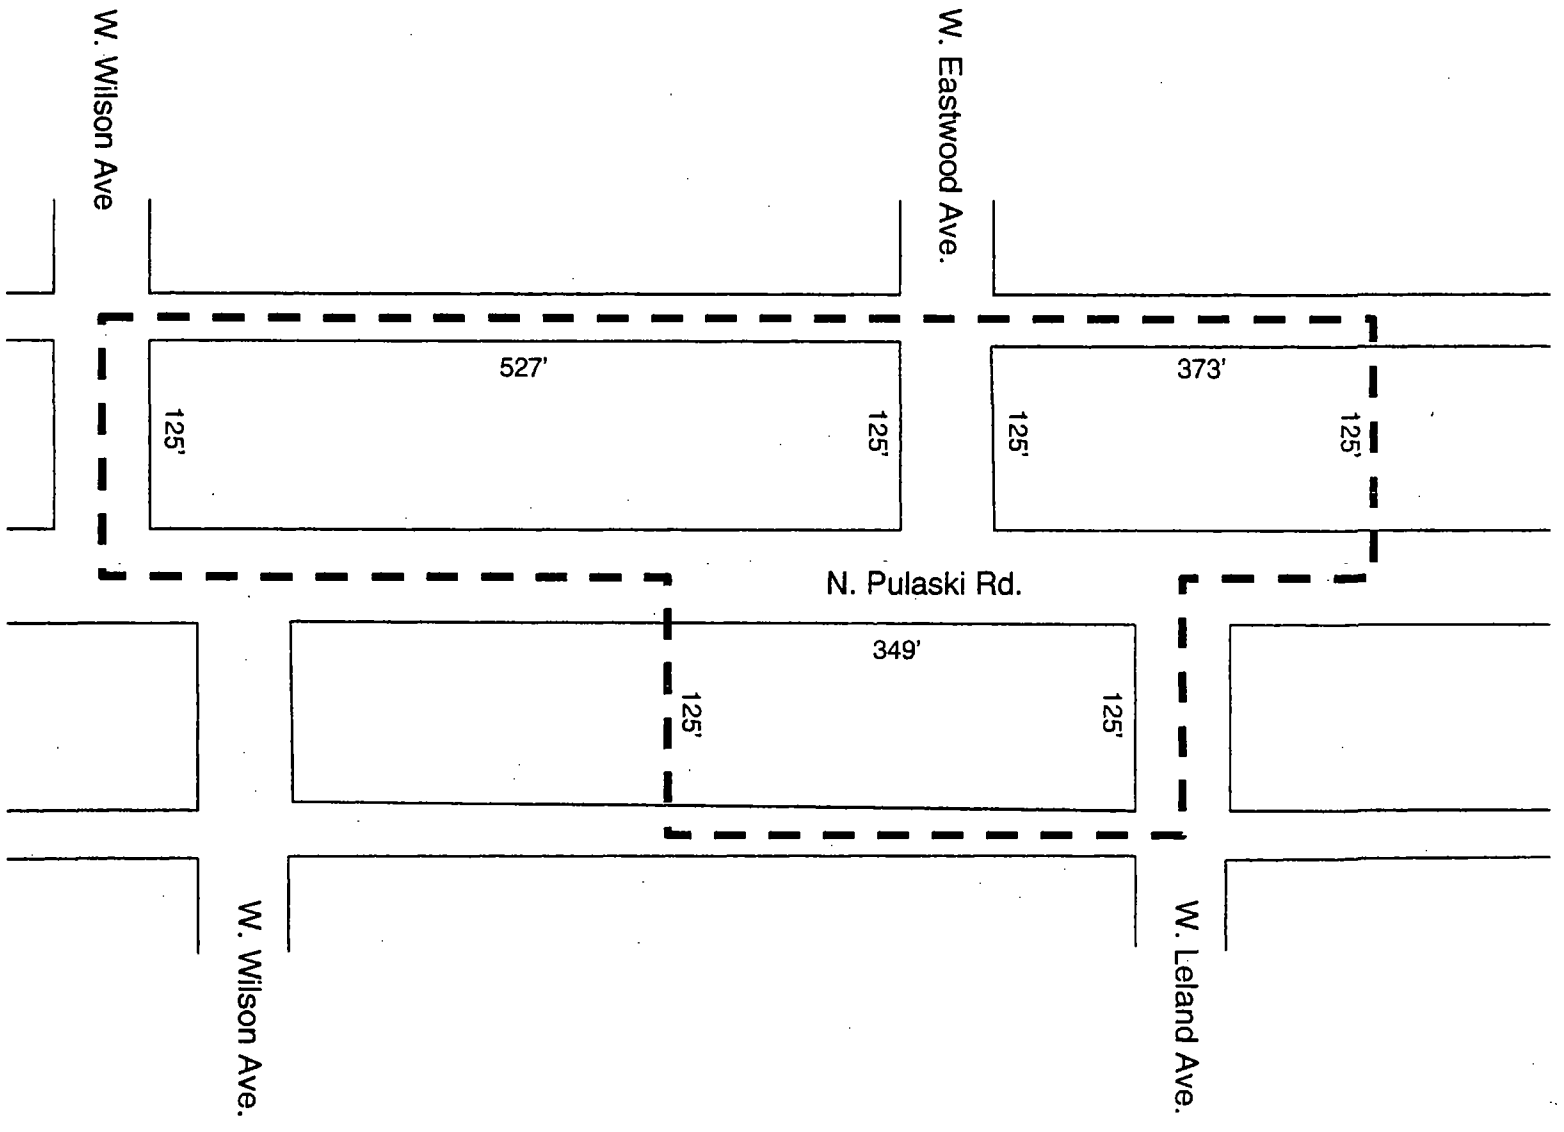 W. Wilson Ave
W. Eastwood Ave.
527'
373'
125'
125'
125'
125'
N. Pulaski Rd.
349'
125'
125'
W. Wilson Ave.
W. Leland Ave.